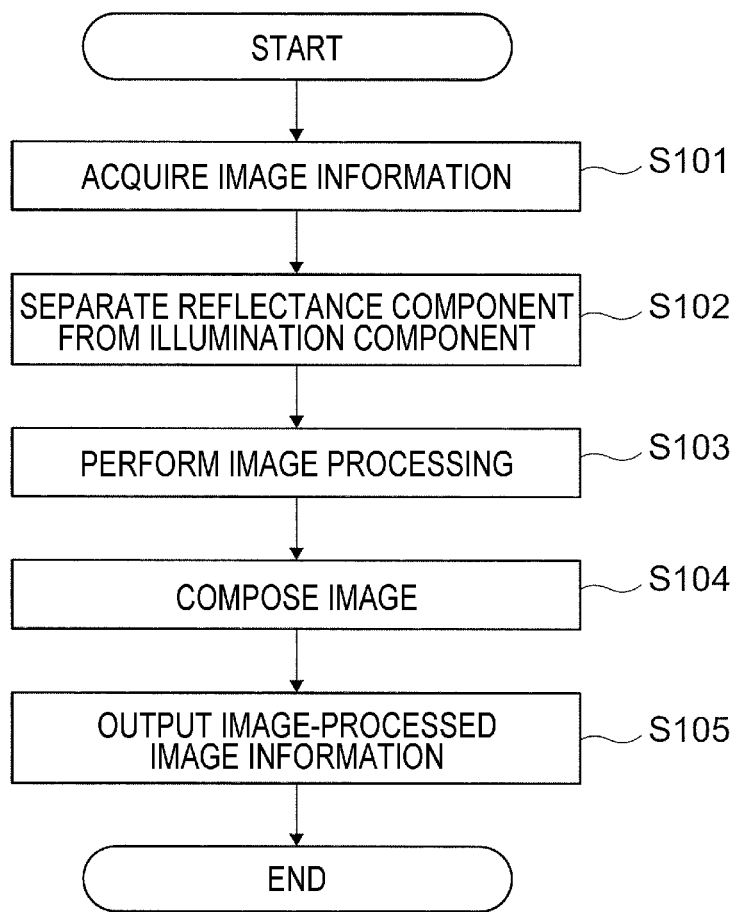 START
ACQUIRE IMAGE INFORMATION
S101
SEPARATE REFLECTANCE COMPONENT
FROM ILLUMINATION COMPONENT
S102
PERFORM IMAGE PROCESSING
S103
COMPOSE IMAGE
S104
OUTPUT IMAGE-PROCESSED
IMAGE INFORMATION
S105
END